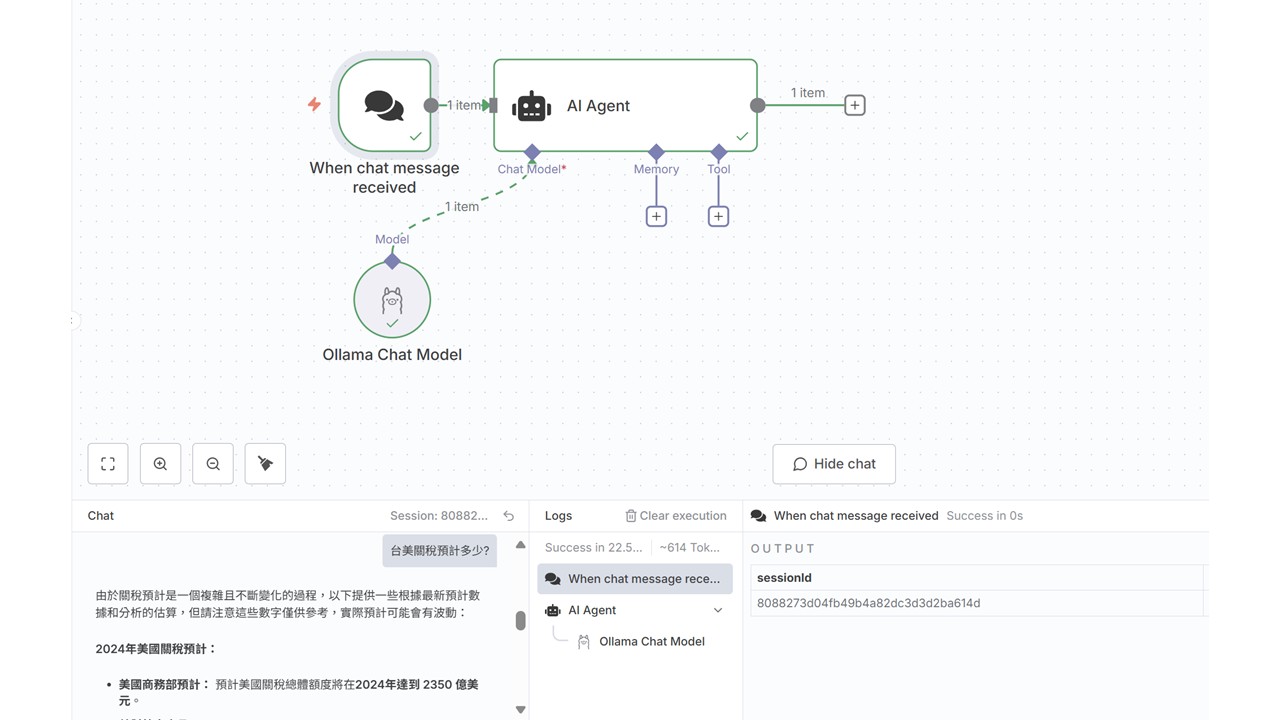 1 item
AI Agent
1 item
When chat message
received
Chat Model*
Memory
Tool
1 item
Model
Ollama Chat Model
Hide chat
Chat
Session: 80882...
台美關稅預計多少?
由於關稅預計是一個複雜且不斷變化的過程，以下提供一些根據最新預計數
據和分析的估算，但請注意這些數字僅供參考，實際預計可能會有波動：
2024年美國關稅預計：
• 美國商務部預計： 預計美國關稅總體額度將在2024年達到 2350 億美
元。
Logs
Clear execution
Success in 22.5...
~614 Tok...
When chat message rece...
AI Agent
Ollama Chat Model
When chat message received
Success in 0s
OUTPUT
sessionId
8088273d04fb49b4a82dc3d3d2ba614d